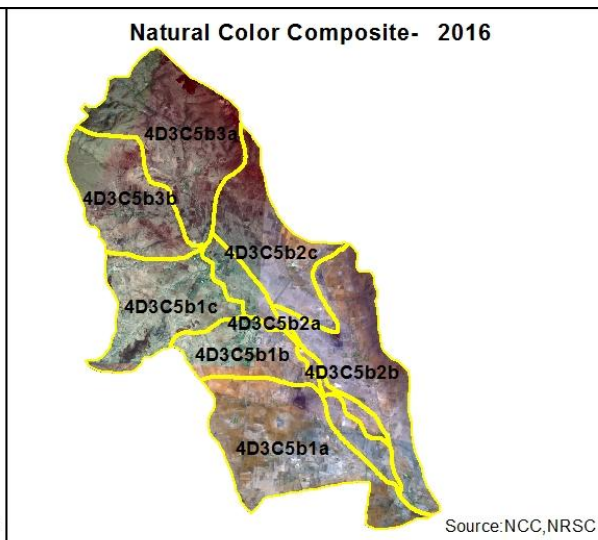 Natural Color Composite- 2016
4D3C5b3a
4D3C5b3b
4D3C5b2c
4D3C5b1c
4D3C5b2a
4D3C5b1b
4D3C5b2b
4D3C5b1a
Source:NCC,NRSC